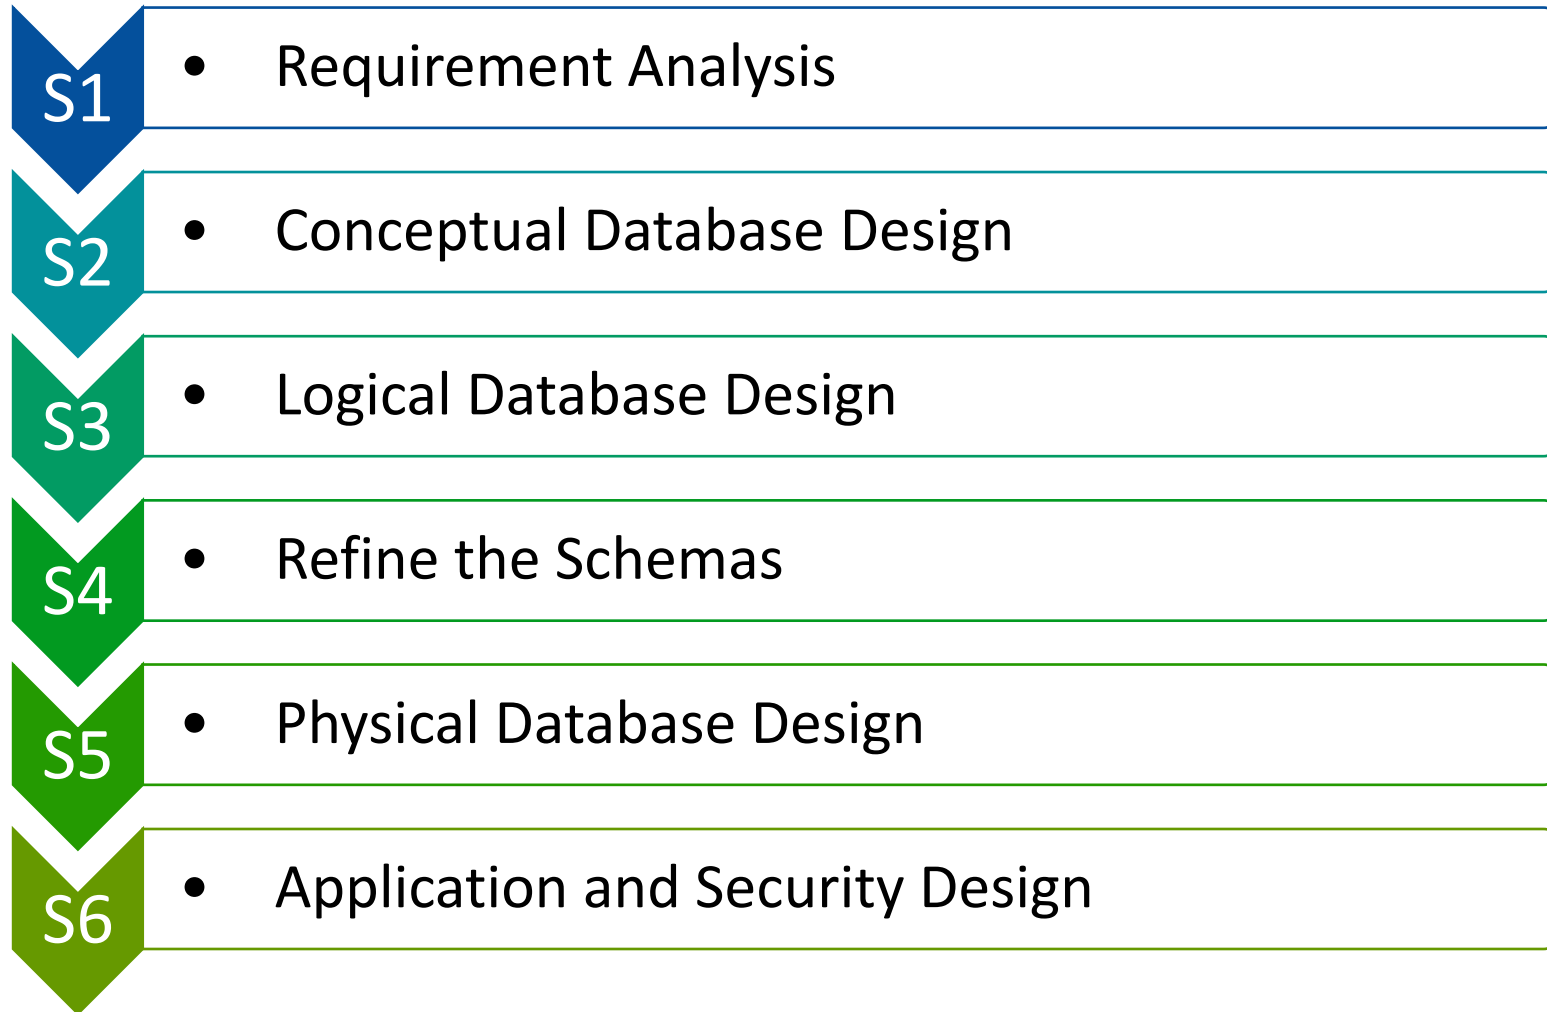 S1 • Requirement Analysis
S2 • Conceptual Database Design
S3 • Logical Database Design
S4 • Refine the Schemas
S5 • Physical Database Design
S6 • Application and Security Design